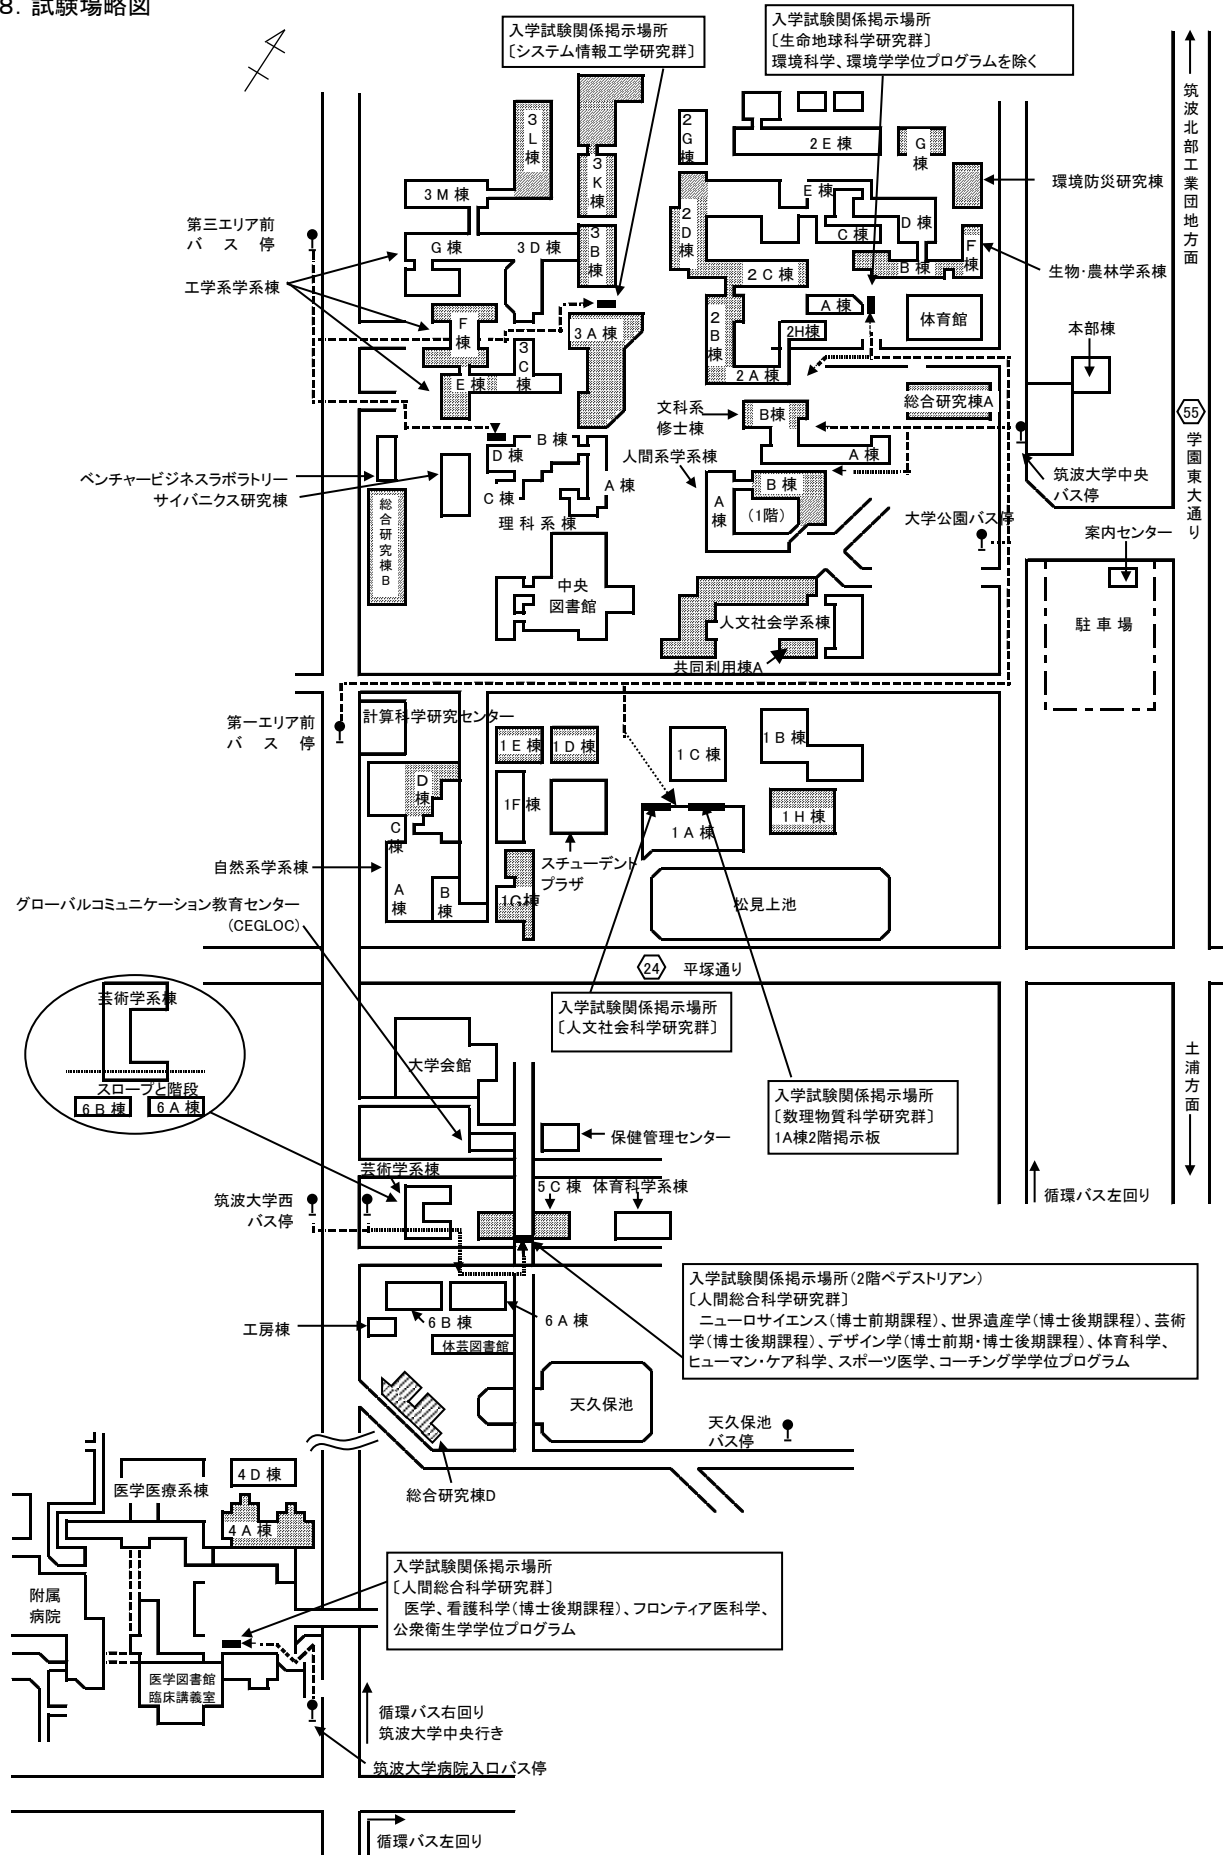 8. 試験場略図
入学試験関係掲示場所
〔システム情報工学研究群〕
入学試験関係掲示場所
〔生命地球科学研究群〕
環境科学、環境学学位プログラムを除く
筑波北部工業団地方面
3L棟
3K棟
3M棟
2G棟
2E棟
G棟
環境防災研究棟
第三エリア前
バス停
G棟
3D棟
3B棟
2D棟
E棟
D棟
C棟
F棟
B棟
生物・農林学系棟
2C棟
工学系学系棟
F棟
3C棟
3A棟
2B棟
A棟
2H棟
体育館
本部棟
E棟
2A棟
総合研究棟A
55
文科系
修士棟
B棟
A棟
学園東大通り
D棟
B棟
C棟
A棟
理科系棟
人間系学系棟
A棟
B棟
(1階)
ベンチャービジネスラボラトリー
サイバニクス研究棟
総合研究棟B
筑波大学中央
バス停
大学公園バス停
案内センター
駐車場
中央
図書館
人文社会学系棟
共同利用棟A
第一エリア前
バス停
計算科学研究センター
1E棟
1D棟
1C棟
1B棟
D棟
C棟
1F棟
1A棟
1H棟
自然系学系棟
A棟
B棟
スチューデント
プラザ
1G棟
松見上池
グローバルコミュニケーション教育センター
(CEGLOC)
24 平塚通り
芸術学系棟
スロープと階段
6B棟
6A棟
入学試験関係掲示場所
〔人文社会科学研究群〕
大学会館
入学試験関係掲示場所
〔数理物質科学研究群〕
1A棟2階掲示板
土浦方面
保健管理センター
芸術学系棟
5C棟
体育科学系棟
筑波大学西
バス停
循環バス左回り
入学試験関係掲示場所(2階ペデストリアン)
〔人間総合科学研究群〕
ニューロサイエンス(博士前期課程)、世界遺産学(博士後期課程)、芸術
学(博士後期課程)、デザイン学(博士前期・博士後期課程)、体育科学、
ヒューマン・ケア科学、スポーツ医学、コーチング学学位プログラム
工房棟
6B棟
6A棟
体芸図書館
天久保池
天久保池
バス停
総合研究棟D
医学医療系棟
4D棟
4A棟
入学試験関係掲示場所
〔人間総合科学研究群〕
医学、看護科学(博士後期課程)、フロンティア医科学、
公衆衛生学学位プログラム
附属
病院
医学図書館
臨床講義室
循環バス右回り
筑波大学中央行き
筑波大学病院入口バス停
循環バス左回り